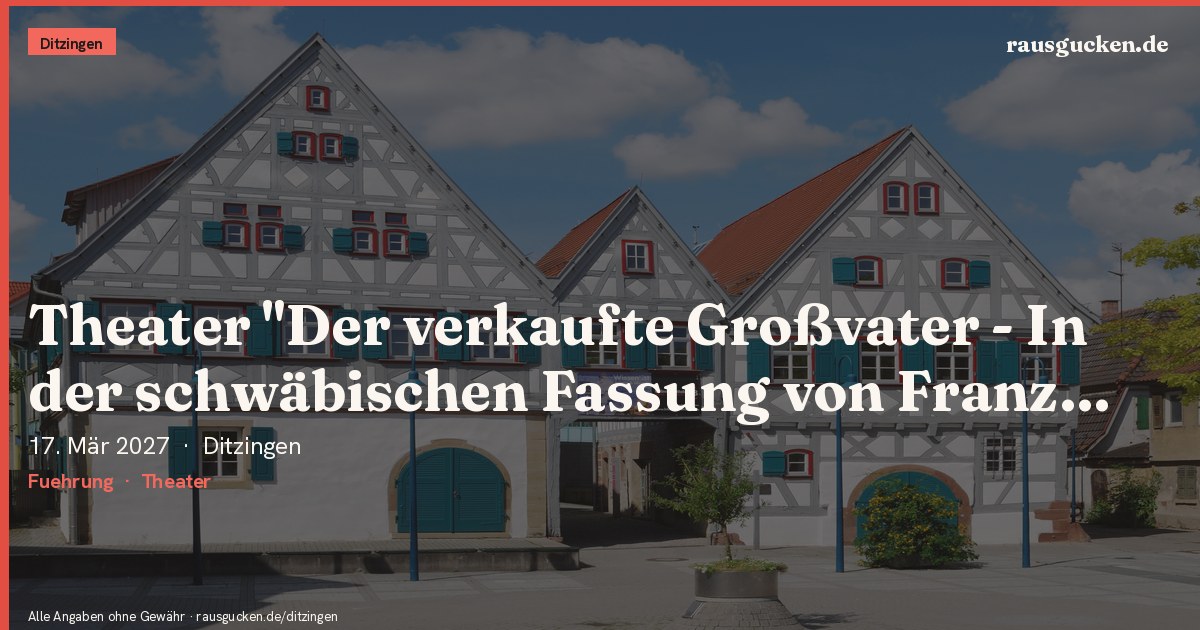 Ditzingen
rausgucken.de
Theater "Der verkaufte Großvater - In
der schwäbischen Fassung von Franz...
17. Mär 2027 · Ditzingen
Fuehrung · Theater
Alle Angaben ohne Gewähr · rausgucken.de/ditzingen